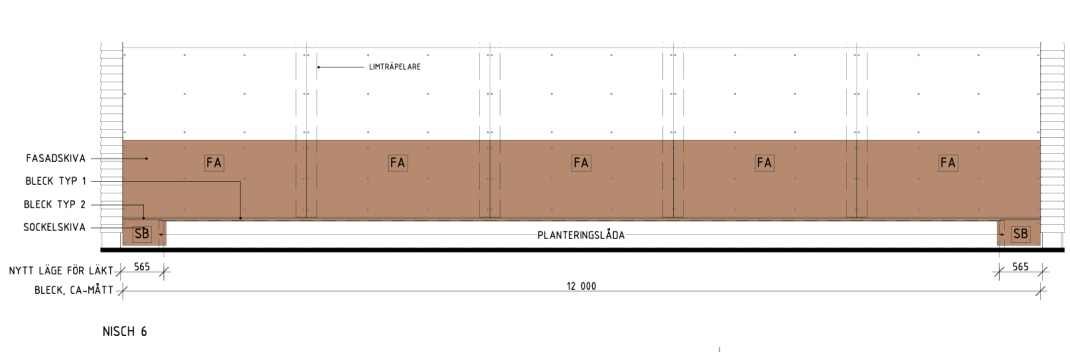 LIMTRÄPELARE
FASADSKIVA
FA FA FA FA FA
BLECK TYP 1
BLECK TYP 2
SOCKELSKIVA
SB PLANTERINGSLÅDA SB
NYTT LÄGE FÖR LÄKT 565 565
BLECK, CA-MÅTT 12 000
NISCH 6